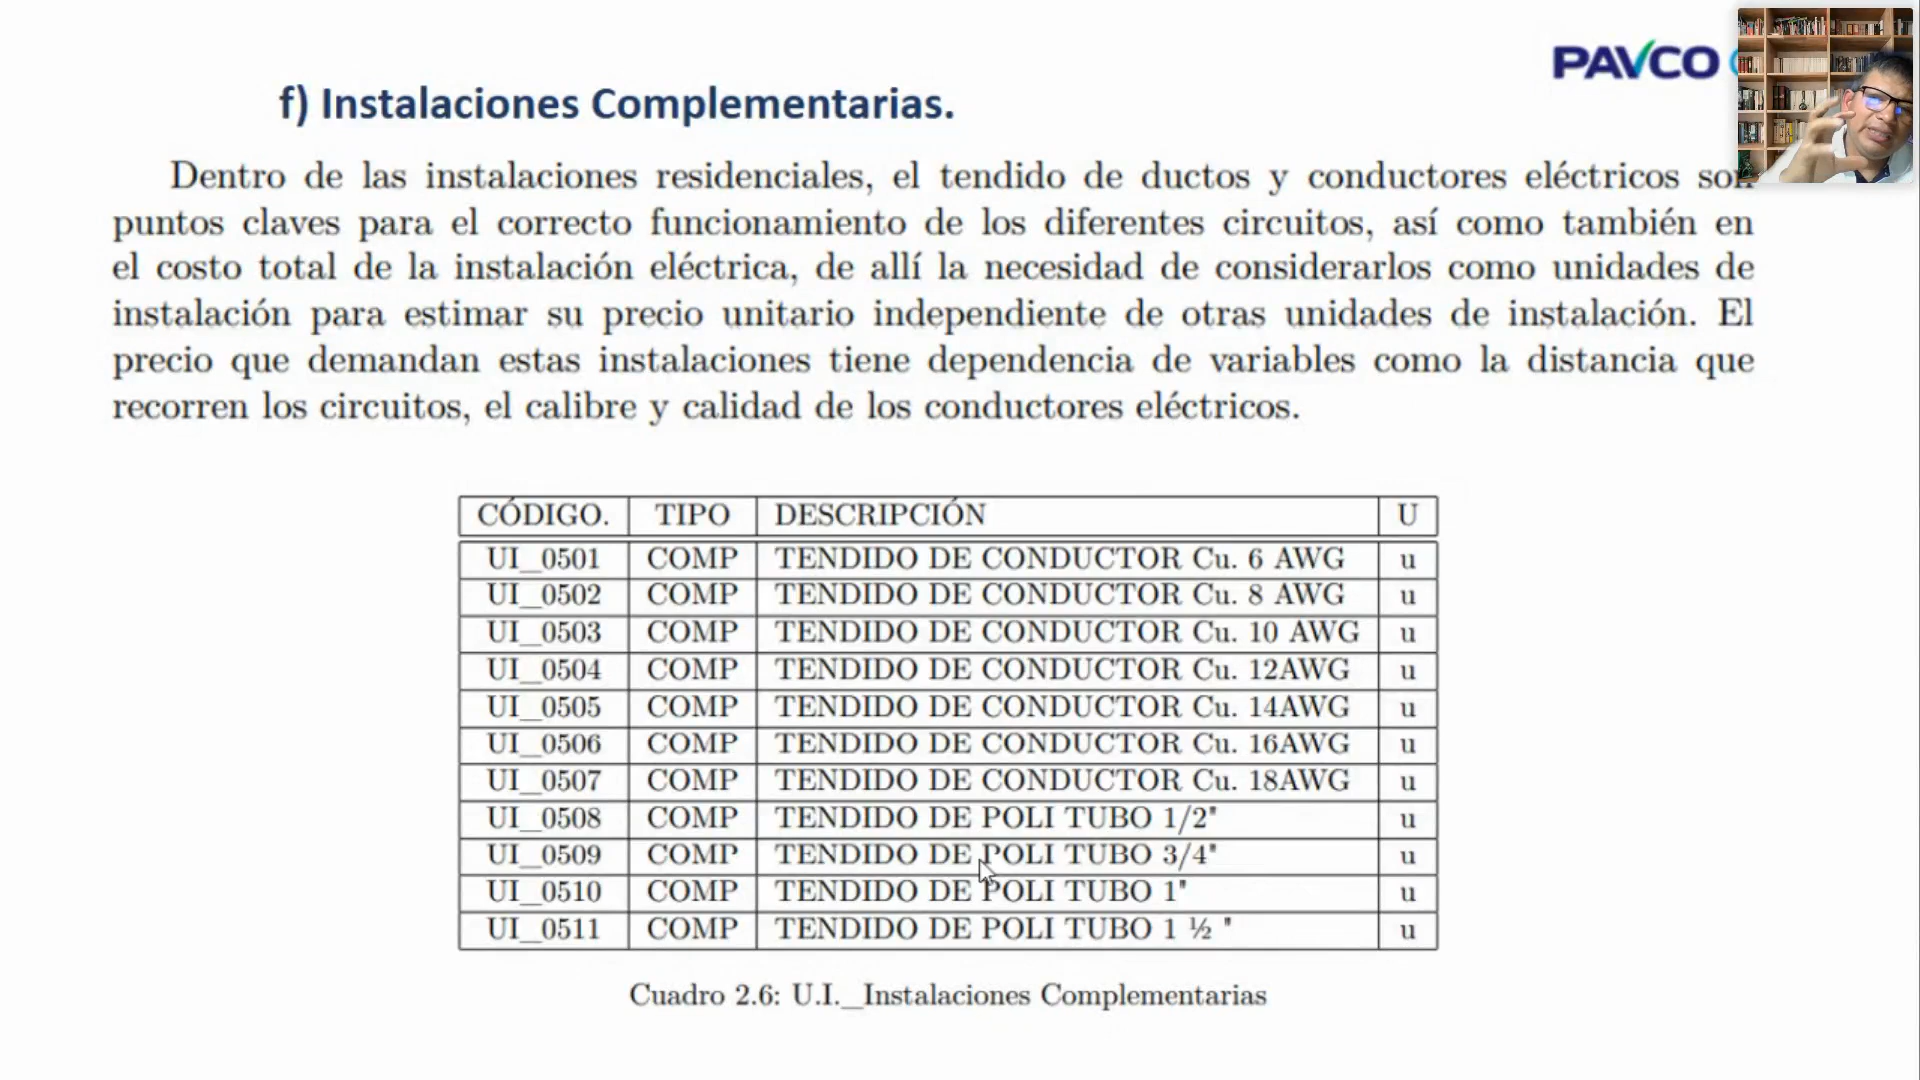 PAVCO
f) Instalaciones Complementarias.
Dentro de las instalaciones residenciales, el tendido de ductos y conductores eléctricos son
puntos claves para el correcto funcionamiento de los diferentes circuitos, así como también en
el costo total de la instalación eléctrica, de allí la necesidad de considerarlos como unidades de
instalación para estimar su precio unitario independiente de otras unidades de instalación. El
precio que demandan estas instalaciones tiene dependencia de variables como la distancia que
recorren los circuitos, el calibre y calidad de los conductores eléctricos.
CÓDIGO. TIPO DESCRIPCIÓN U
UI_0501 COMP TENDIDO DE CONDUCTOR Cu. 6 AWG u
UI_0502 COMP TENDIDO DE CONDUCTOR Cu. 8 AWG u
UI_0503 COMP TENDIDO DE CONDUCTOR Cu. 10 AWG u
UI_0504 COMP TENDIDO DE CONDUCTOR Cu. 12AWG u
UI_0505 COMP TENDIDO DE CONDUCTOR Cu. 14AWG u
UI_0506 COMP TENDIDO DE CONDUCTOR Cu. 16AWG u
UI_0507 COMP TENDIDO DE CONDUCTOR Cu. 18AWG u
UI_0508 COMP TENDIDO DE POLI TUBO 1/2" u
UI_0509 COMP TENDIDO DE POLI TUBO 3/4" u
UI_0510 COMP TENDIDO DE POLI TUBO 1" u
UI_0511 COMP TENDIDO DE POLI TUBO 1 ½ " u
Cuadro 2.6: U.I._Instalaciones Complementarias